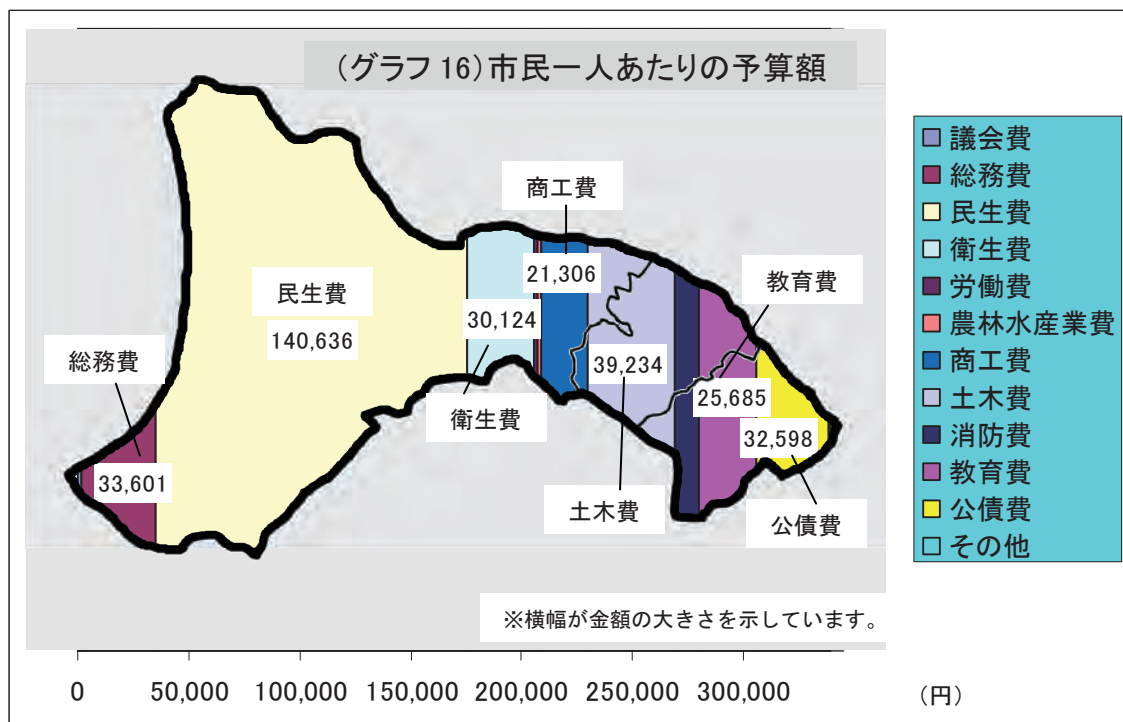 (グラフ16)市民一人あたりの予算額
商工費
21,306
教育費
民生費
140,636
30,124
総務費
39,234
25,685
衛生費
32,598
33,601
土木費
公債費
※横幅が金額の大きさを示しています。
0 50,000 100,000 150,000 200,000 250,000 300,000 (円)
議会費
総務費
民生費
衛生費
労働費
農林水産業費
商工費
土木費
消防費
教育費
公債費
その他